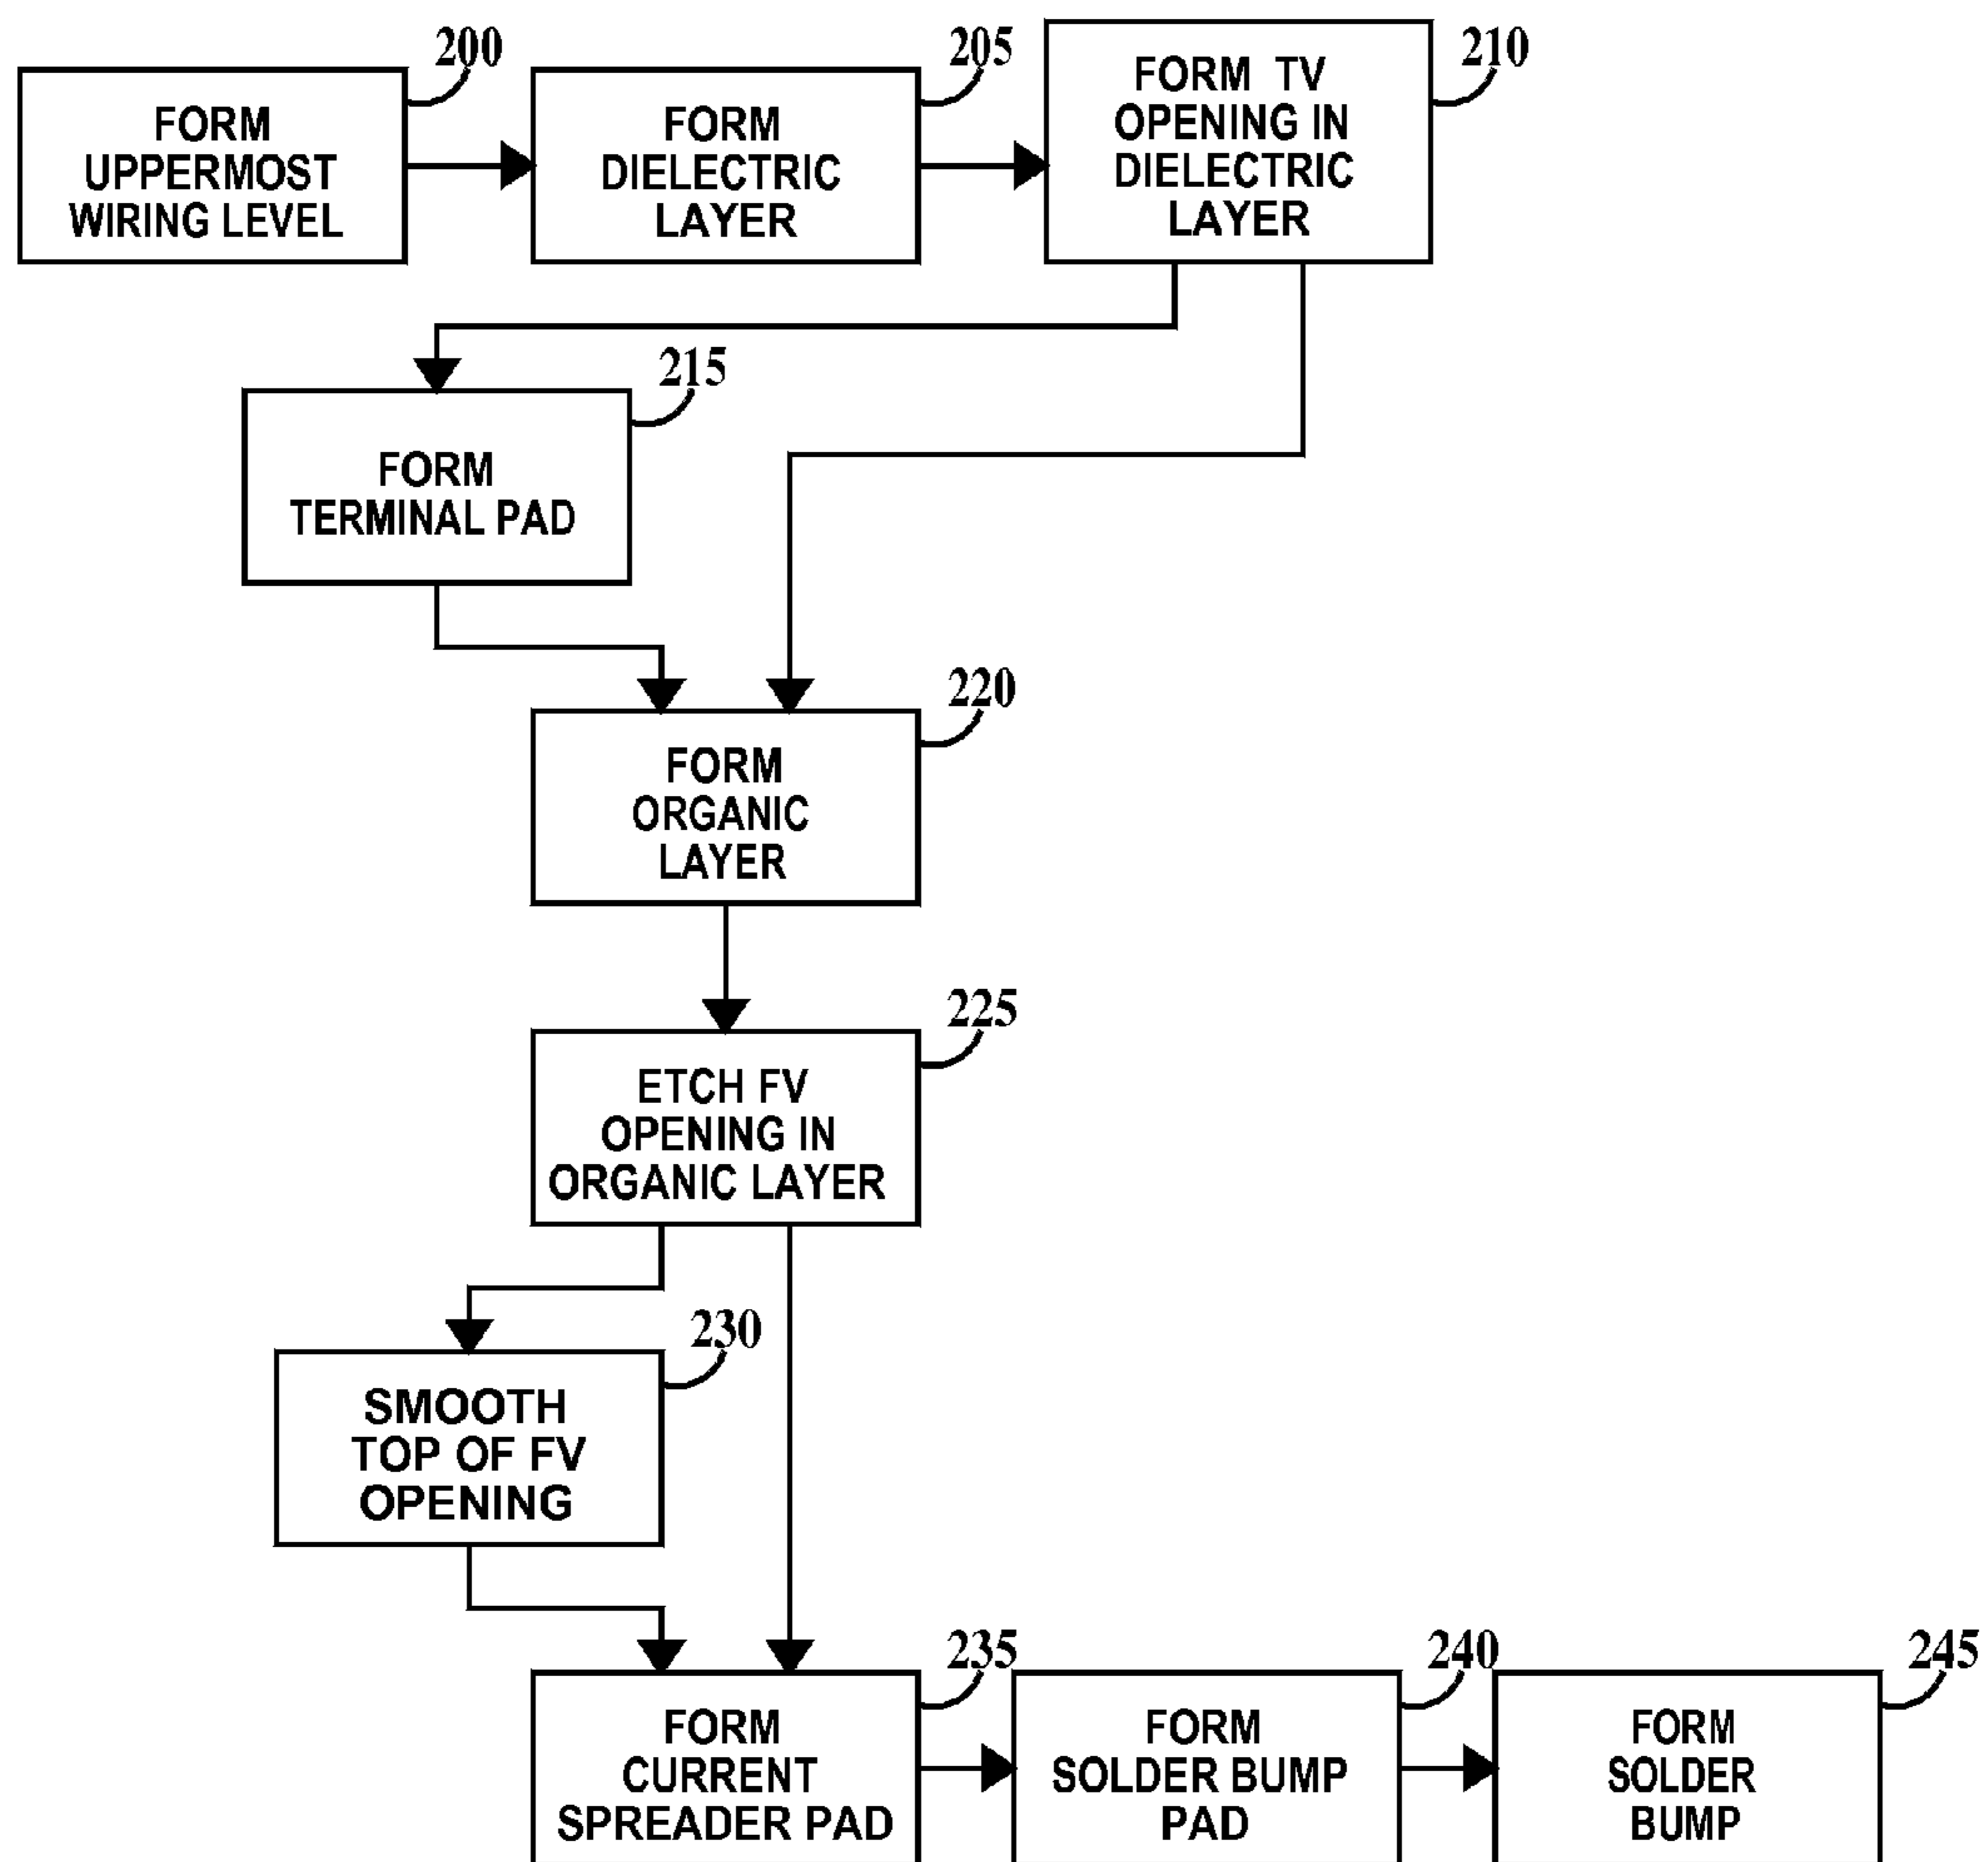 200
FORM
UPPERMOST
WIRING LEVEL
205
FORM
DIELECTRIC
LAYER
210
FORM TV
OPENING IN
DIELECTRIC
LAYER
215
FORM
TERMINAL PAD
220
FORM
ORGANIC
LAYER
225
ETCH FV
OPENING IN
ORGANIC LAYER
230
SMOOTH
TOP OF FV
OPENING
235
FORM
CURRENT
SPREADER PAD
240
FORM
SOLDER BUMP
PAD
245
FORM
SOLDER
BUMP